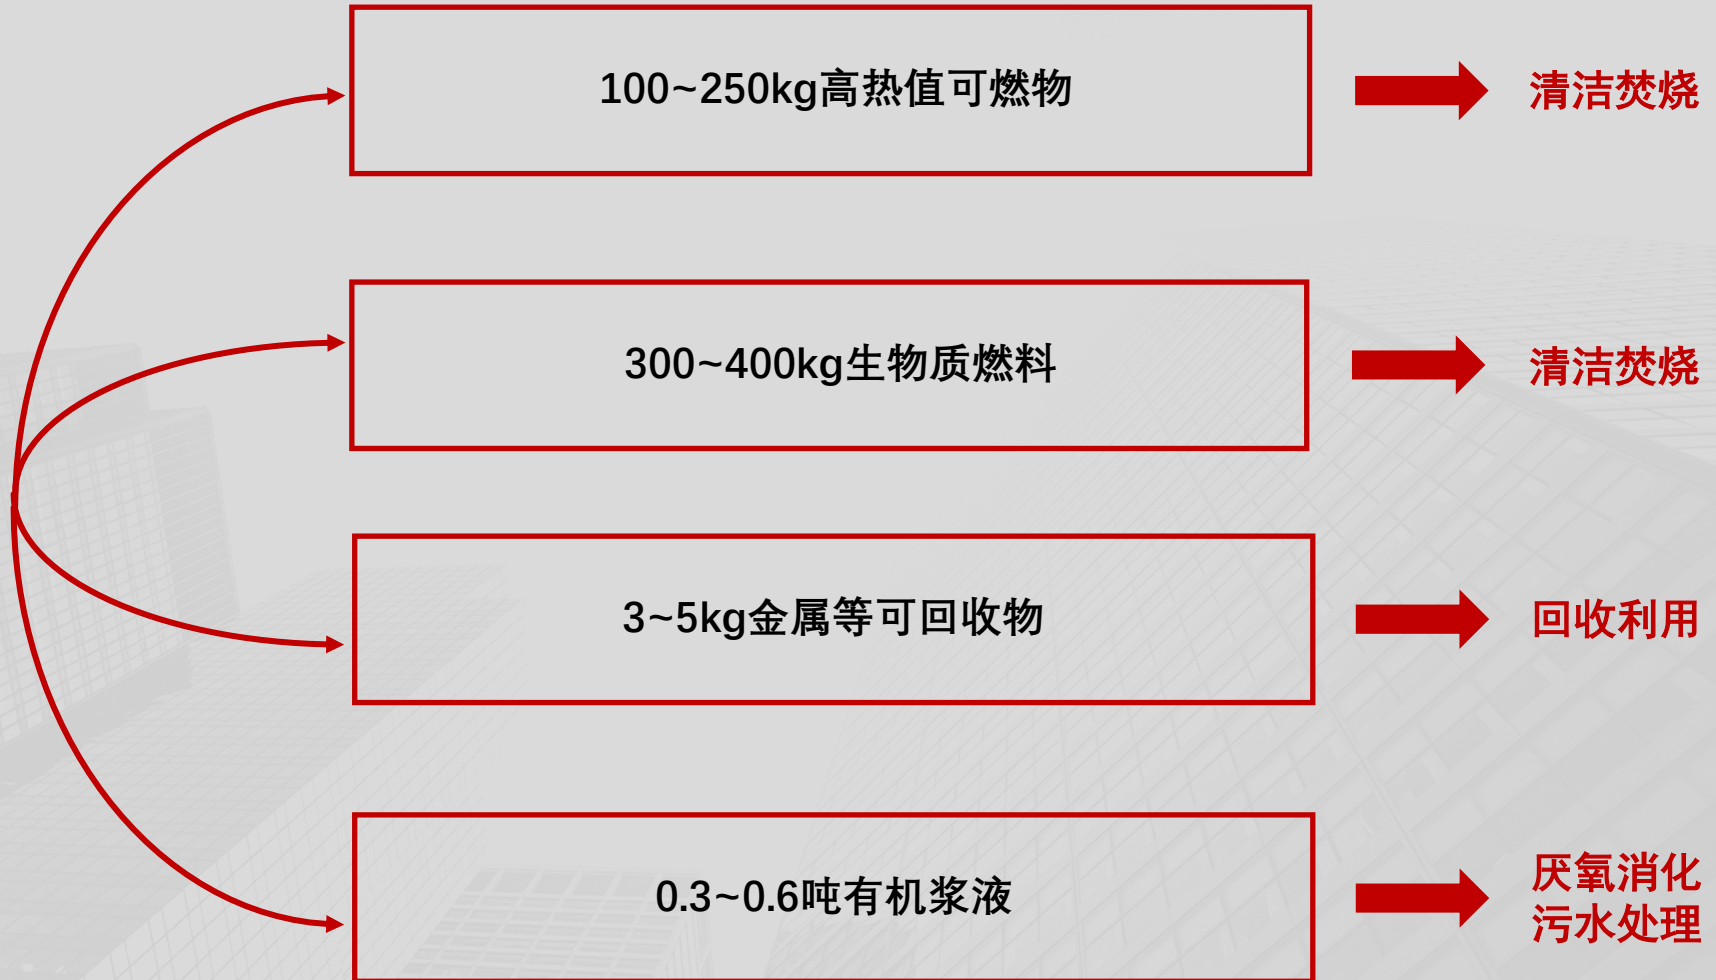 100~250kg高热值可燃物
清洁焚烧
300~400kg生物质燃料
清洁焚烧
3~5kg金属等可回收物
回收利用
0.3~0.6吨有机浆液
厌氧消化
污水处理